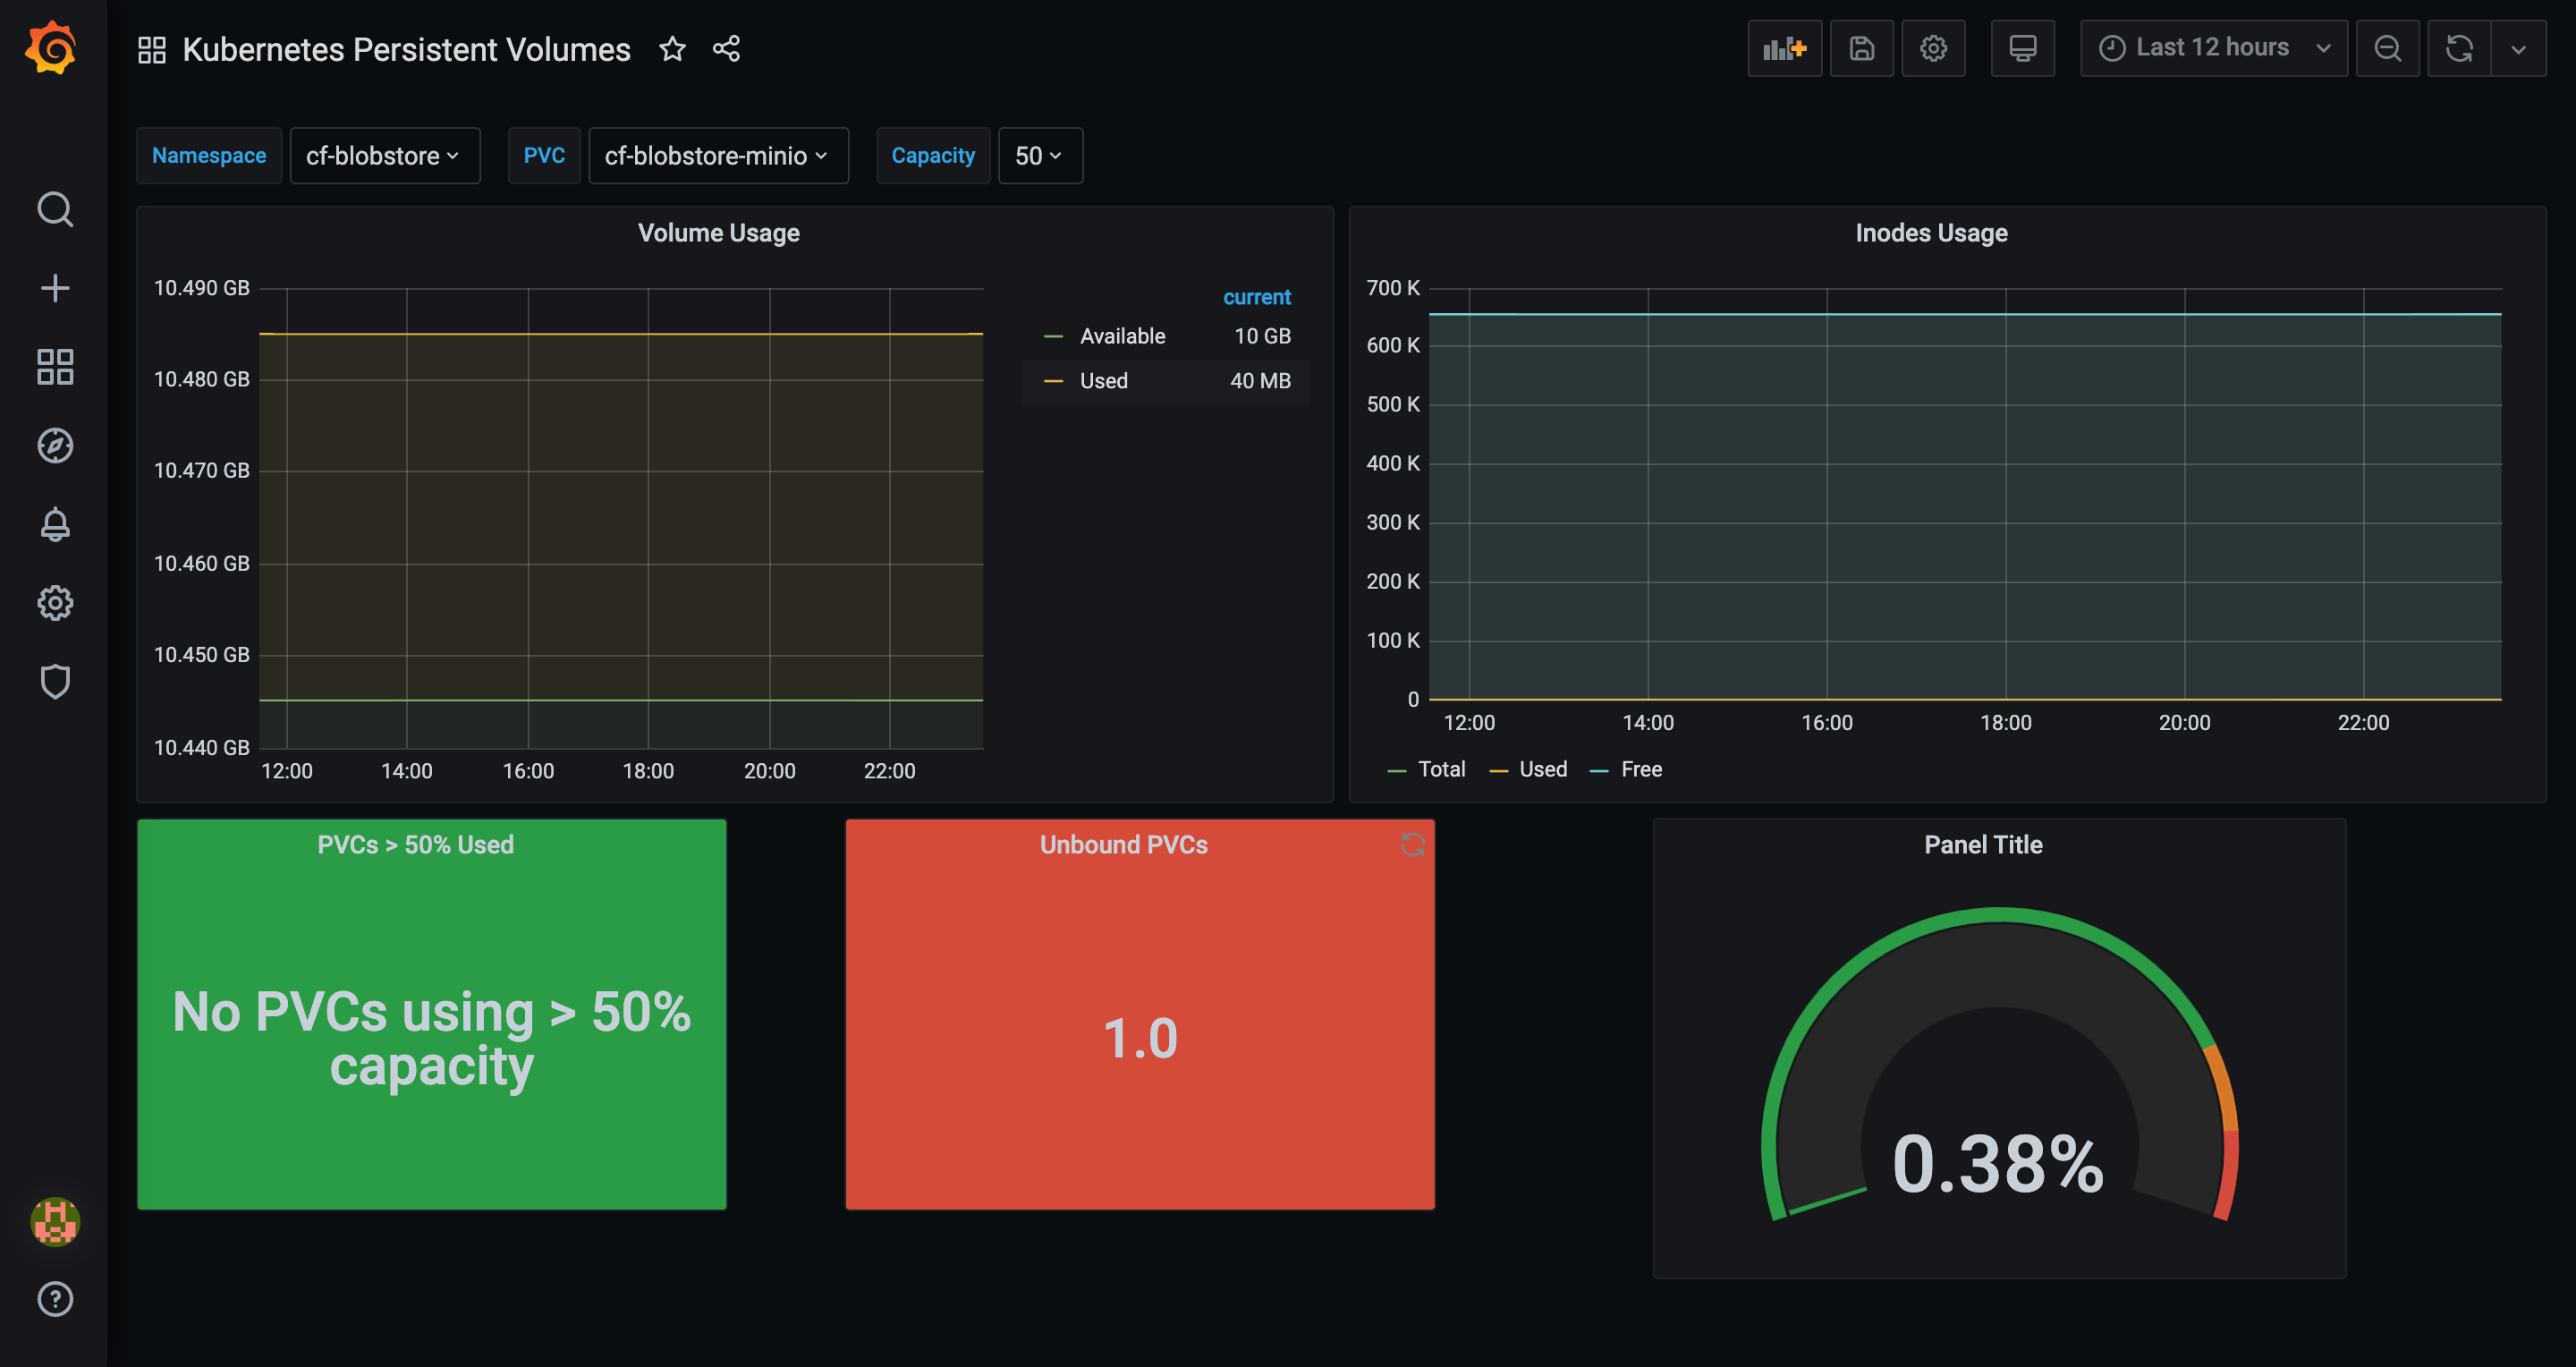 Kubernetes Persistent Volumes
Last 12 hours
Namespace cf-blobstore PVC cf-blobstore-minio Capacity 50
Volume Usage
10.490 GB
10.480 GB
10.470 GB
10.460 GB
10.450 GB
10.440 GB
12:00 14:00 16:00 18:00 20:00 22:00
current
Available 10 GB
Used 40 MB
Inodes Usage
700 K
600 K
500 K
400 K
300 K
200 K
100 K
0
12:00 14:00 16:00 18:00 20:00 22:00
Total Used Free
PVCs > 50% Used
No PVCs using > 50%
capacity
Unbound PVCs
1.0
Panel Title
0.38%